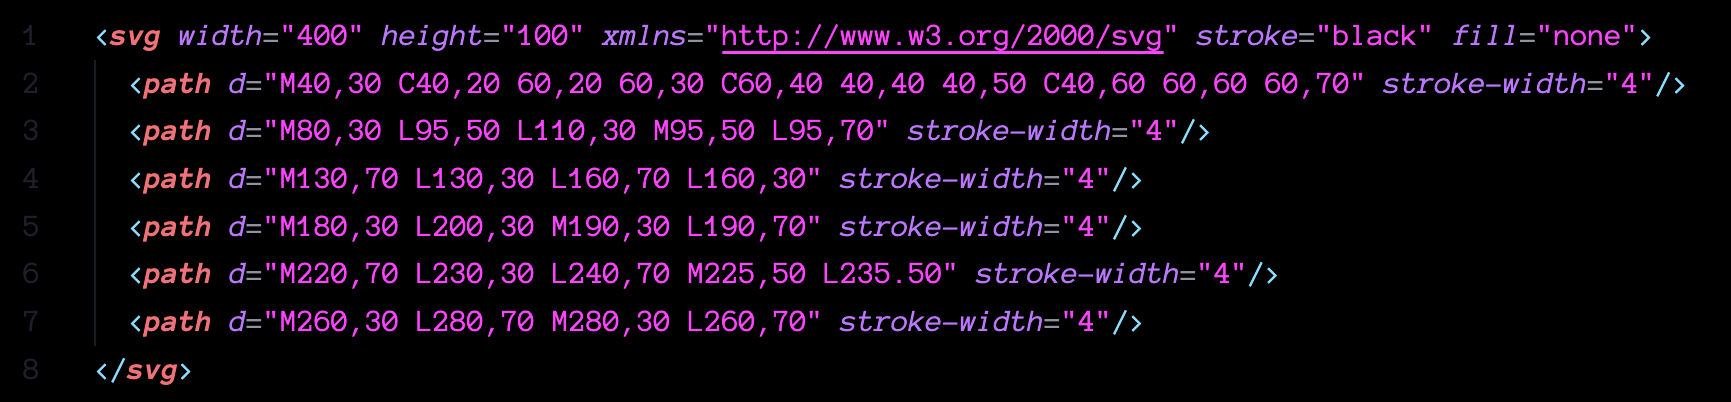 1 <svg width="400" height="100" xmlns="http://www.w3.org/2000/svg" stroke="black" fill="none">
2 <path d="M40,30 C40,20 60,20 60,30 C60,40 40,40 40,50 C40,60 60,60 60,70" stroke-width="4"/>
3 <path d="M80,30 L95,50 L110,30 M95,50 L95,70" stroke-width="4"/>
4 <path d="M130,70 L130,30 L160,70 L160,30" stroke-width="4"/>
5 <path d="M180,30 L200,30 M190,30 L190,70" stroke-width="4"/>
6 <path d="M220,70 L230,30 L240,70 M225,50 L235.50" stroke-width="4"/>
7 <path d="M260,30 L280,70 M280,30 L260,70" stroke-width="4"/>
8 </svg>